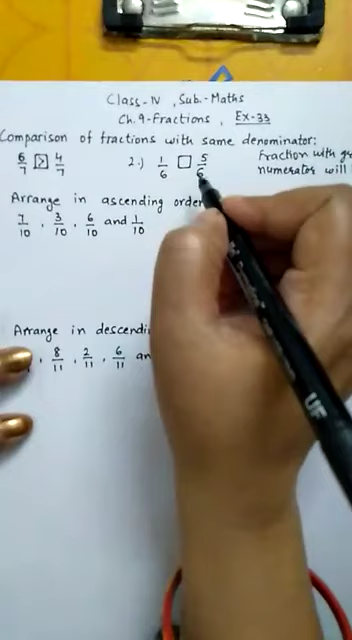 Class-IV, Sub.-Maths
Ch.9-Fractions, Ex-33
Comparison of fractions with same denominator:
6/7 > 4/7 2.) 1/6 □ 5/6 Fraction with
numerator will
Arrange in ascending order
7/10, 3/10, 6/10 and 1/10
Arrange in
, 8/11, 2/11, 6/11
UF